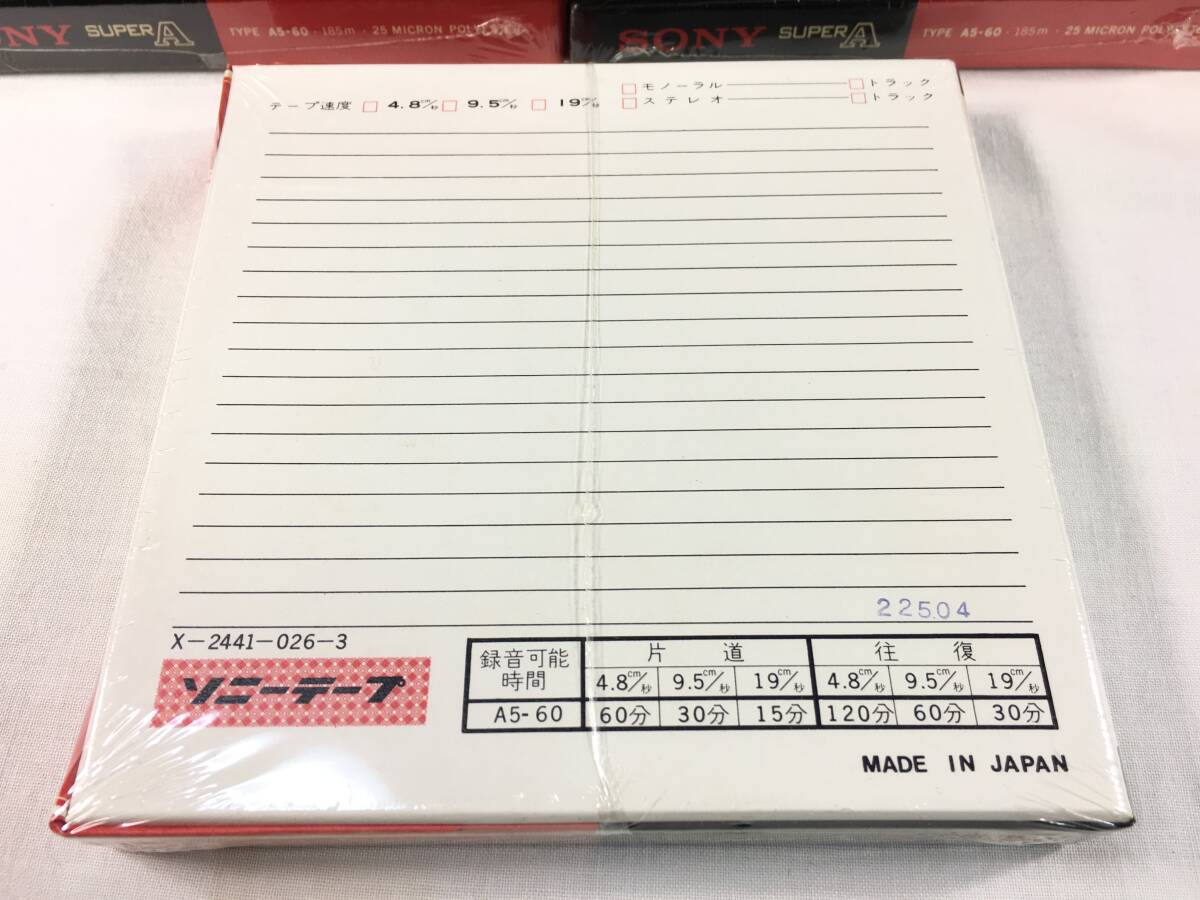 SONY SUPER A TYPE A5-60 · 185m · 25 MICRON
SONY SUPER A TYPE A5-60 · 185m · 25 MICRON
テープ速度 □ 4.8cm/秒 □ 9.5cm/秒 □ 19cm/秒 □ モノーラル □ トラック
□ ステレオ □ トラック
22504
X-2441-026-3
ソニーテープ
録音可能時間 片道 往復
4.8cm/秒 9.5cm/秒 19cm/秒 4.8cm/秒 9.5cm/秒 19cm/秒
A5-60 60分 30分 15分 120分 60分 30分
MADE IN JAPAN